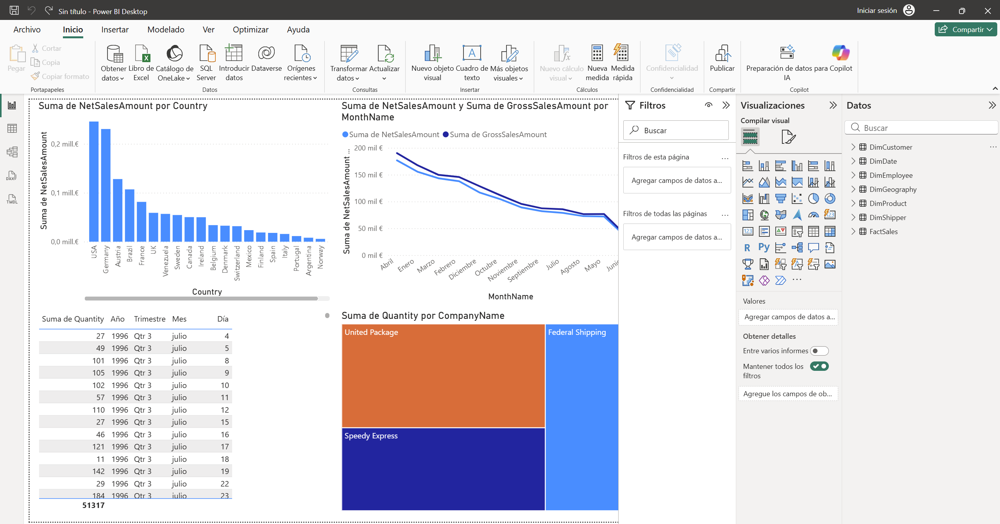 Sin título - Power BI Desktop
Iniciar sesión
Archivo
Inicio
Insertar
Modelado
Ver
Optimizar
Ayuda
Compartir
Pegar
Cortar
Copia
Copiar formato
Portapapeles
Obtener datos
Libro de Excel
Catálogo de OneLake
SQL Server
Introducir datos
Dataverse
Orígenes recientes
Datos
Transformar datos
Actualizar
Consultas
Nuevo objeto visual
Cuadro de texto
Más objetos visuales
Insertar
Nuevo cálculo visual
Nueva medida
Medida rápida
Cálculos
Confidencialidad
Confidencialidad
Publicar
Compartir
Preparación de datos para IA
Copilot
Copilot
DAX
TMDL
Suma de NetSalesAmount por Country
Suma de NetSalesAmount
0,2 mill.€
0,1 mill.€
0,0 mill.€
USA
Germany
Austria
Brazil
France
UK
Venezuela
Sweden
Canada
Ireland
Belgium
Denmark
Switzerland
Mexico
Finland
Spain
Italy
Portugal
Argentina
Norway
Country
Suma de NetSalesAmount y Suma de GrossSalesAmount por
MonthName
Suma de NetSalesAmount
Suma de GrossSalesAmount
Suma de NetSalesAmount ...
200 mil €
150 mil €
100 mil €
50 mil €
0 mil €
Abril
Enero
Marzo
Febrero
Diciembre
Octubre
Noviembre
Septiembre
Julio
Agosto
Mayo
Junio
MonthName
Suma de Quantity Año Trimestre Mes Día
27 1996 Qtr 3 julio 4
49 1996 Qtr 3 julio 5
101 1996 Qtr 3 julio 8
105 1996 Qtr 3 julio 9
102 1996 Qtr 3 julio 10
57 1996 Qtr 3 julio 11
110 1996 Qtr 3 julio 12
27 1996 Qtr 3 julio 15
46 1996 Qtr 3 julio 16
121 1996 Qtr 3 julio 17
11 1996 Qtr 3 julio 18
142 1996 Qtr 3 julio 19
29 1996 Qtr 3 julio 22
184 1996 Qtr 3 julio 23
51317
Suma de Quantity por CompanyName
United Package
Federal Shipping
Speedy Express
Filtros
Buscar
Filtros de esta página
...
Agregar campos de datos a...
Filtros de todas las páginas
...
Agregar campos de datos a...
Visualizaciones
Compilar visual
123
123
R
Py
...
Valores
Agregar campos de datos a...
Obtener detalles
Entre varios informes
Mantener todos los
filtros
Agregue los campos de ob...
Datos
Buscar
DimCustomer
...
DimDate
DimEmployee
DimGeography
DimProduct
DimShipper
FactSales